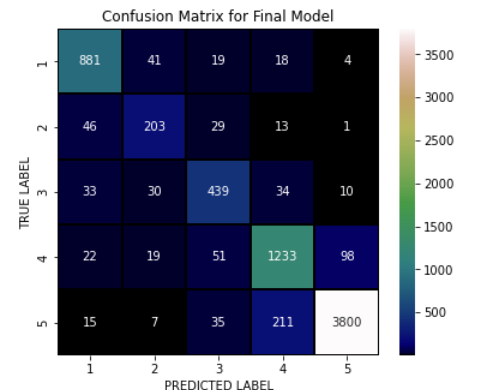 Confusion Matrix for Final Model
1 881 41 19 18 4
2 46 203 29 13 1
3 33 30 439 34 10
4 22 19 51 1233 98
5 15 7 35 211 3800
1 2 3 4 5
TRUE LABEL
PREDICTED LABEL
3500
3000
2500
2000
1500
1000
500